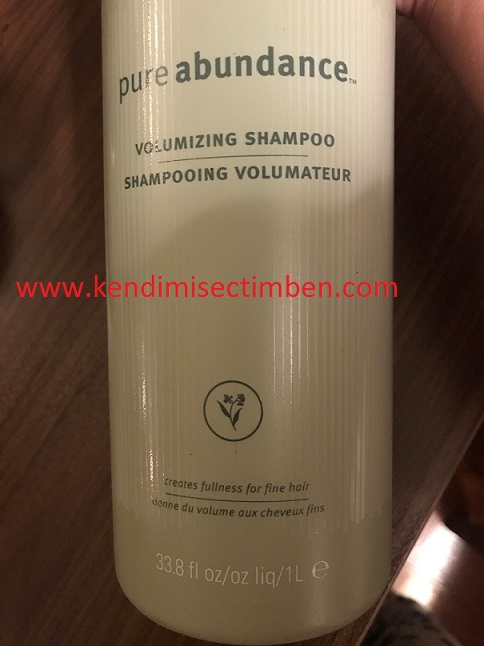 pure abundance™
VOLUMIZING SHAMPOO
SHAMPOOING VOLUMATEUR
www.kendimisectimben.com
creates fullness for fine hair
donne du volume aux cheveux fins
33.8 fl oz/oz liq/1L ℮